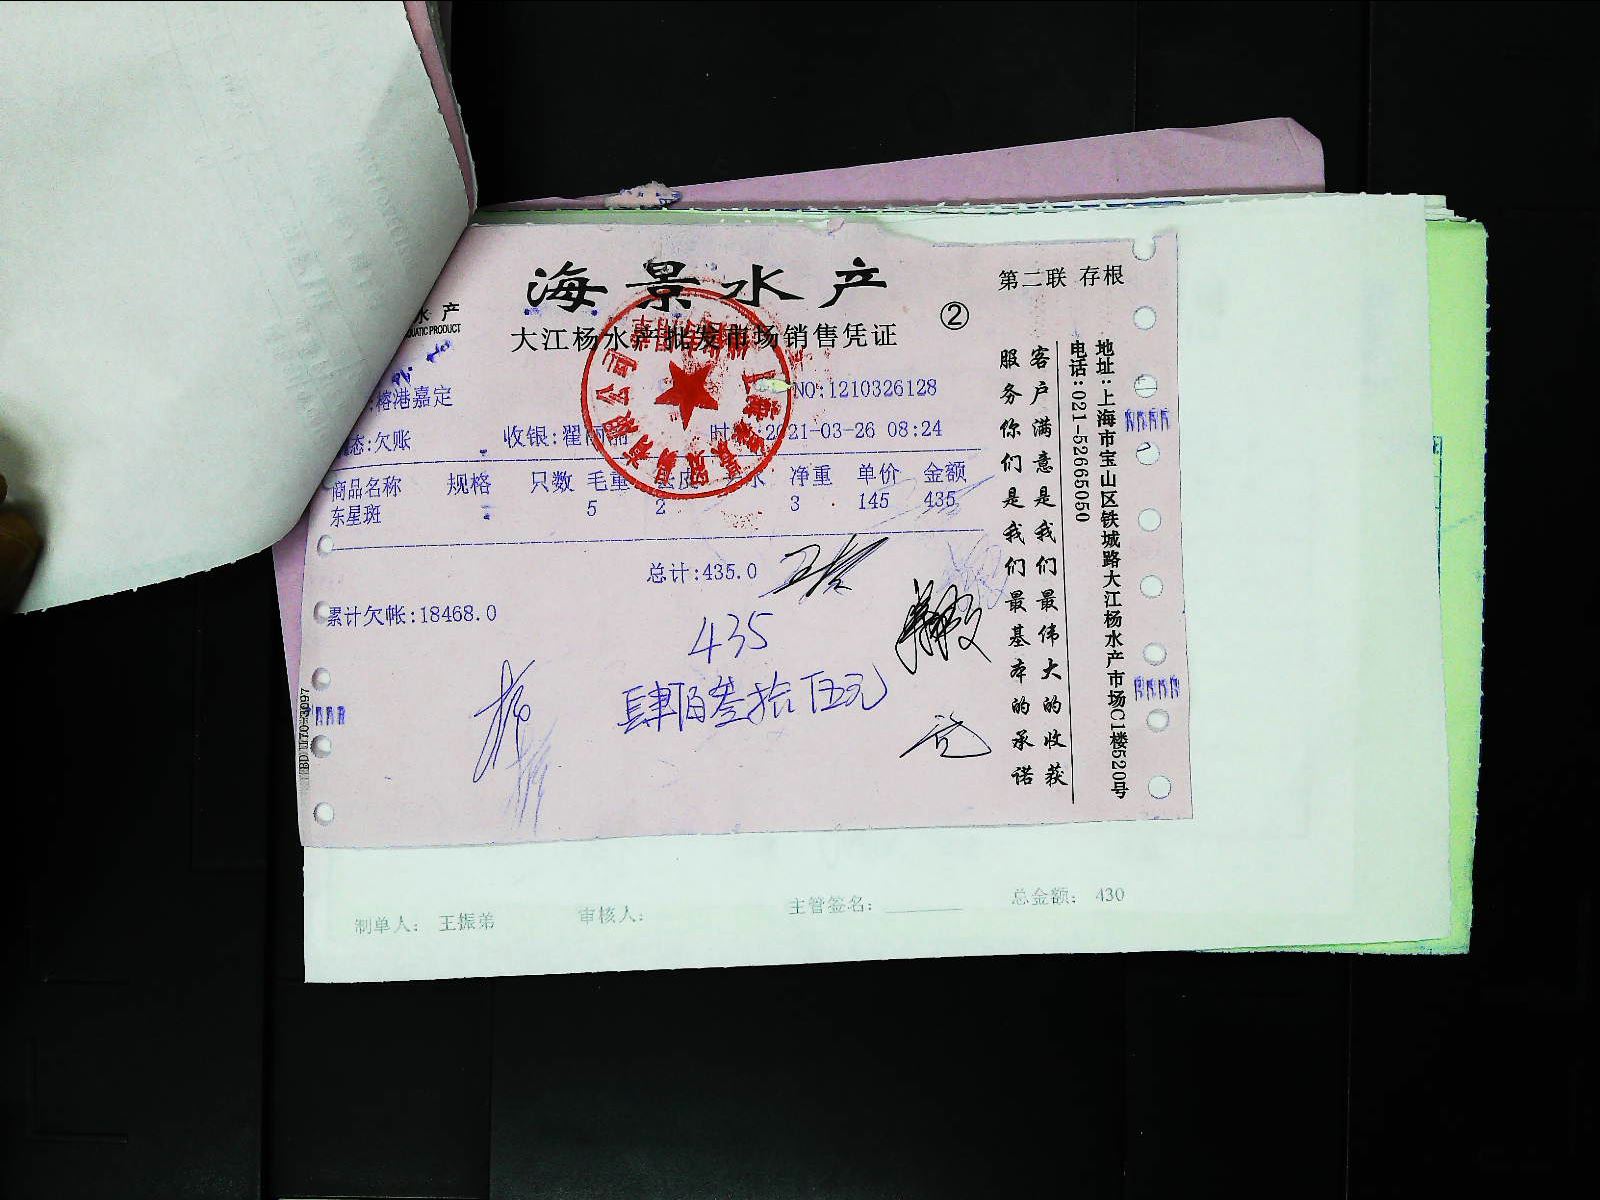 海景水产
第二联 存根
水 产
UATIC PRODUCT
大江杨水产批发市场销售凭证
②
:榕港嘉定
NO:1210326128
态:欠账
收银:翟
时 :2021-03-26 08:24
商品名称 规格 只数 毛重 净重 单价 金额
东星斑 5 2 3 145 435
总计:435.0
累计欠帐:18468.0
435
肆佰叁拾伍元
客户满意是我们最伟大的收获
服务你们是我们最基本的承诺
地址:上海市宝山区铁城路大江杨水产市场C1楼520号
电话:021-52665050
制单人: 王振弟
审核人:
主管签名:
总金额: 430